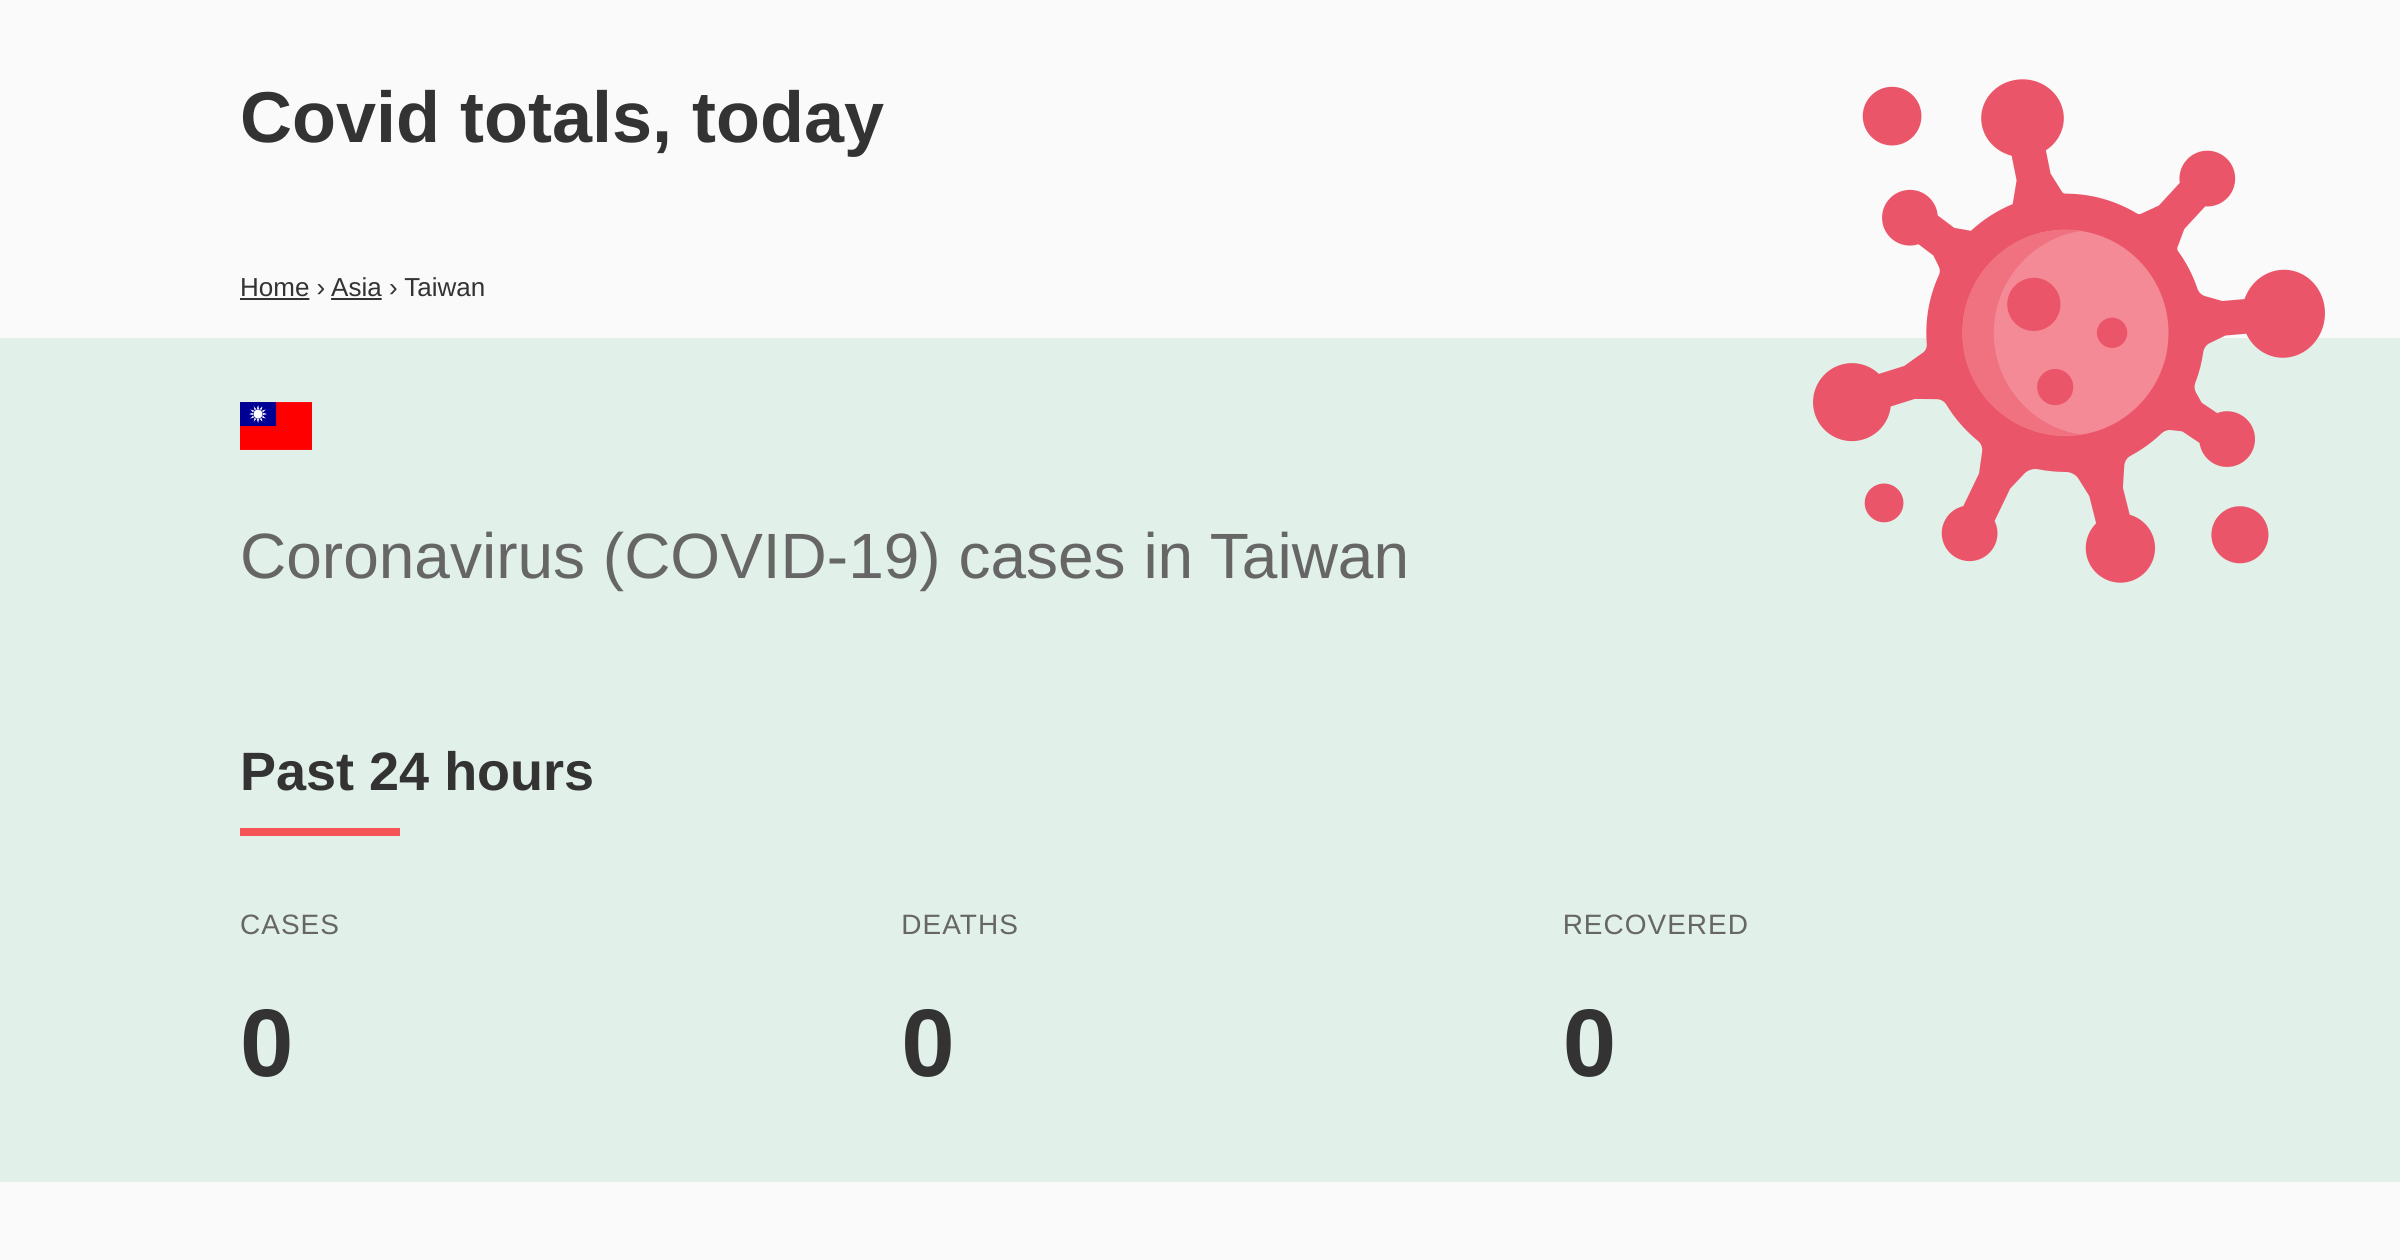 Covid totals, today
Home › Asia › Taiwan
Coronavirus (COVID-19) cases in Taiwan
Past 24 hours
CASES DEATHS RECOVERED
0 0 0